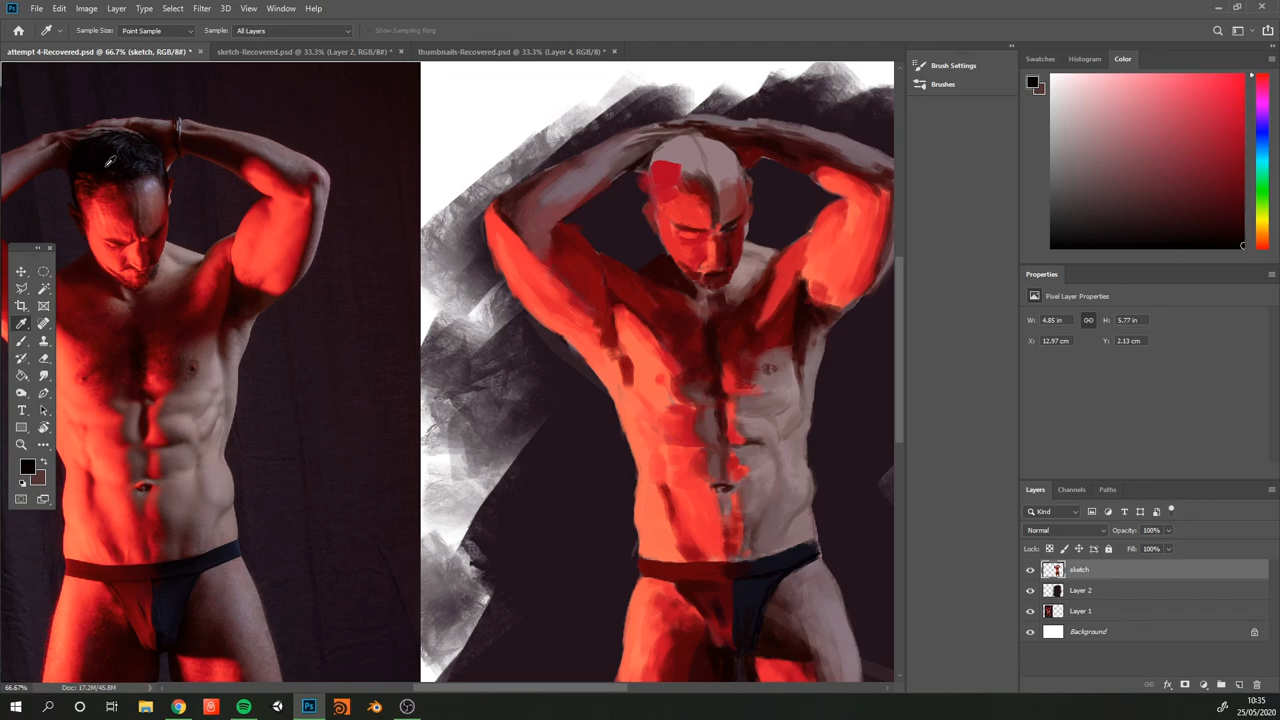 Ps File Edit Image Layer Type Select Filter 3D View Window Help
Sample Size: Point Sample Sample: All Layers Show Sampling Ring
attempt 4-Recovered.psd @ 66.7% (sketch, RGB/8#) * × sketch-Recovered.psd @ 33.3% (Layer 2, RGB/8#) * × thumbnails-Recovered.psd @ 33.3% (Layer 4, RGB/8) * ×
Brush Settings
Brushes
Swatches Histogram Color
Properties
Pixel Layer Properties
W: 4.85 in H: 5.77 in
X: 12.97 cm Y: 2.13 cm
Layers Channels Paths
Kind
Normal Opacity: 100%
Lock: Fill: 100%
sketch
Layer 2
Layer 1
Background
fx
66.67% Doc: 17.2M/45.8M
Ps
10:35
25/05/2020